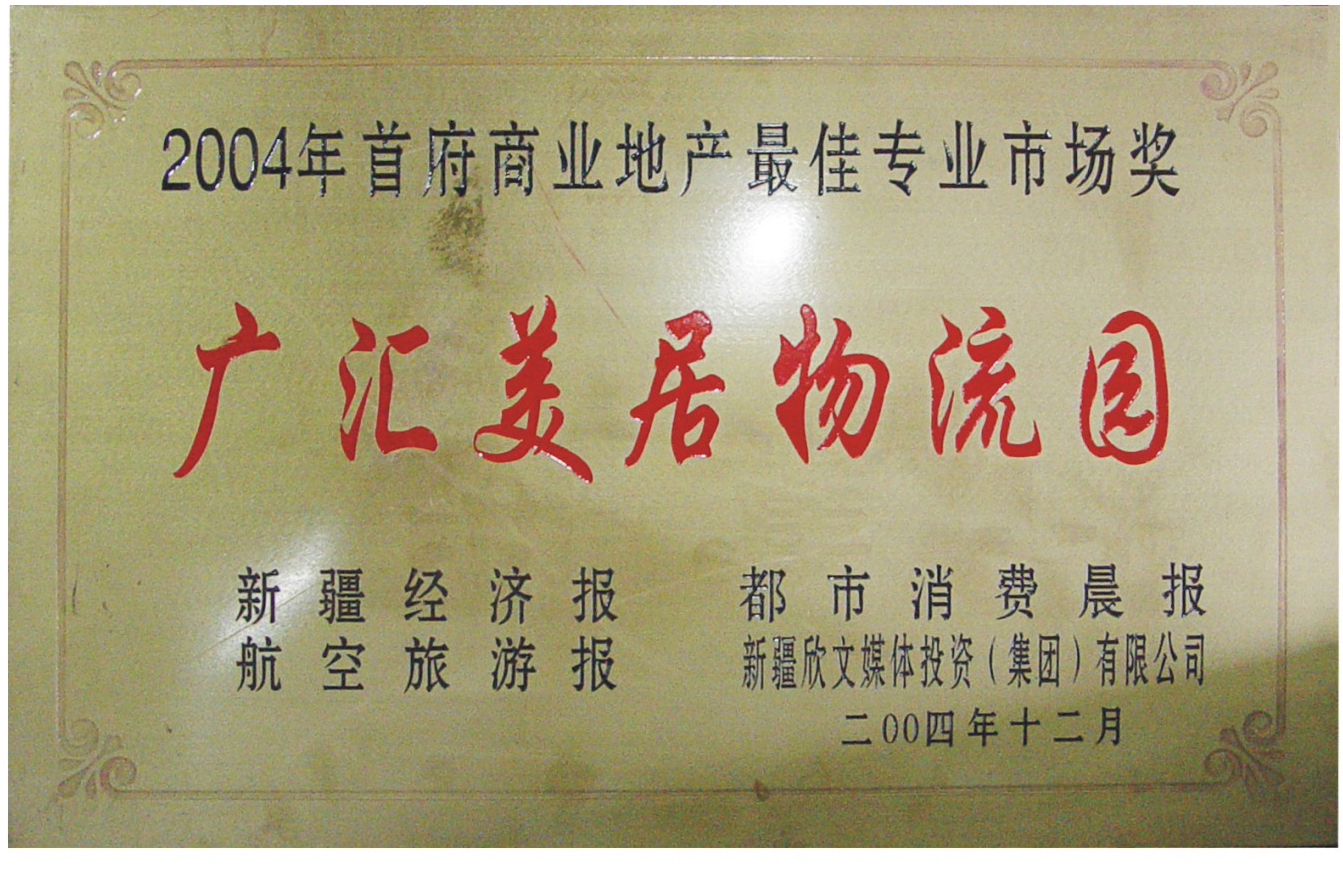 2004年首府商业地产最佳专业市场奖
广汇美居物流园
新疆经济报 都市消费晨报
航空旅游报 新疆欣文媒体投资（集团）有限公司
二00四年十二月